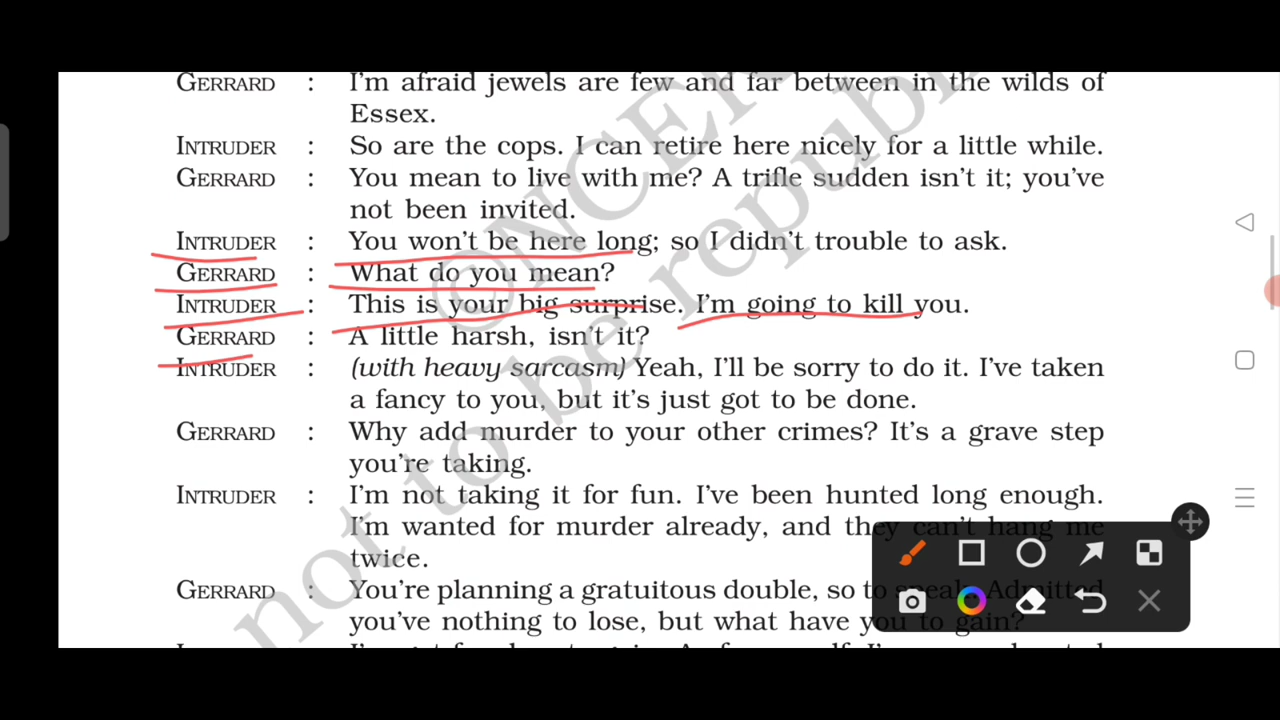 GERRARD : I'm afraid jewels are few and far between in the wilds of
Essex.
INTRUDER : So are the cops. I can retire here nicely for a little while.
GERRARD : You mean to live with me? A trifle sudden isn't it; you've
not been invited.
INTRUDER : You won't be here long; so I didn't trouble to ask.
GERRARD : What do you mean?
INTRUDER : This is your big surprise. I'm going to kill you.
GERRARD : A little harsh, isn't it?
INTRUDER : (with heavy sarcasm) Yeah, I'll be sorry to do it. I've taken
a fancy to you, but it's just got to be done.
GERRARD : Why add murder to your other crimes? It's a grave step
you're taking.
INTRUDER : I'm not taking it for fun. I've been hunted long enough.
I'm wanted for murder already, and they can't hang me
twice.
GERRARD : You're planning a gratuitous double, so to speak. Admitted
you've nothing to lose, but what have you to gain?
©NCER
not to be republ